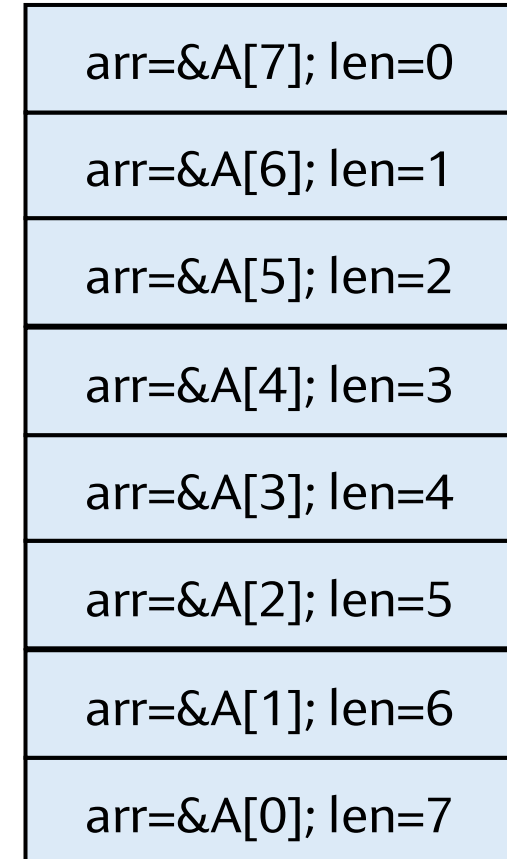 arr=&A[7]; len=0
arr=&A[6]; len=1
arr=&A[5]; len=2
arr=&A[4]; len=3
arr=&A[3]; len=4
arr=&A[2]; len=5
arr=&A[1]; len=6
arr=&A[0]; len=7